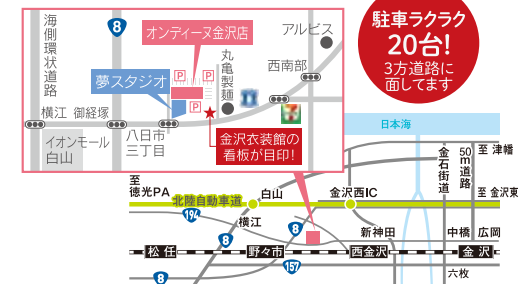 海側環状道路
8
オンディーヌ金沢店
アルビス
P
P
丸亀製麺
西南部
夢スタジオ
P
横江
御経塚
イオンモール
白山
八日市
三丁目
金沢衣装館の
看板が目印!
駐車ラクラク
20台!
3方道路に
面してます
日本海
金石街道
50m道路
至 津幡
至
徳光PA
北陸自動車道
白山
金沢西IC
至 金沢東
194
横江
8
8
新神田
中橋
広岡
松任
野々市
西金沢
金沢
8
157
六枚